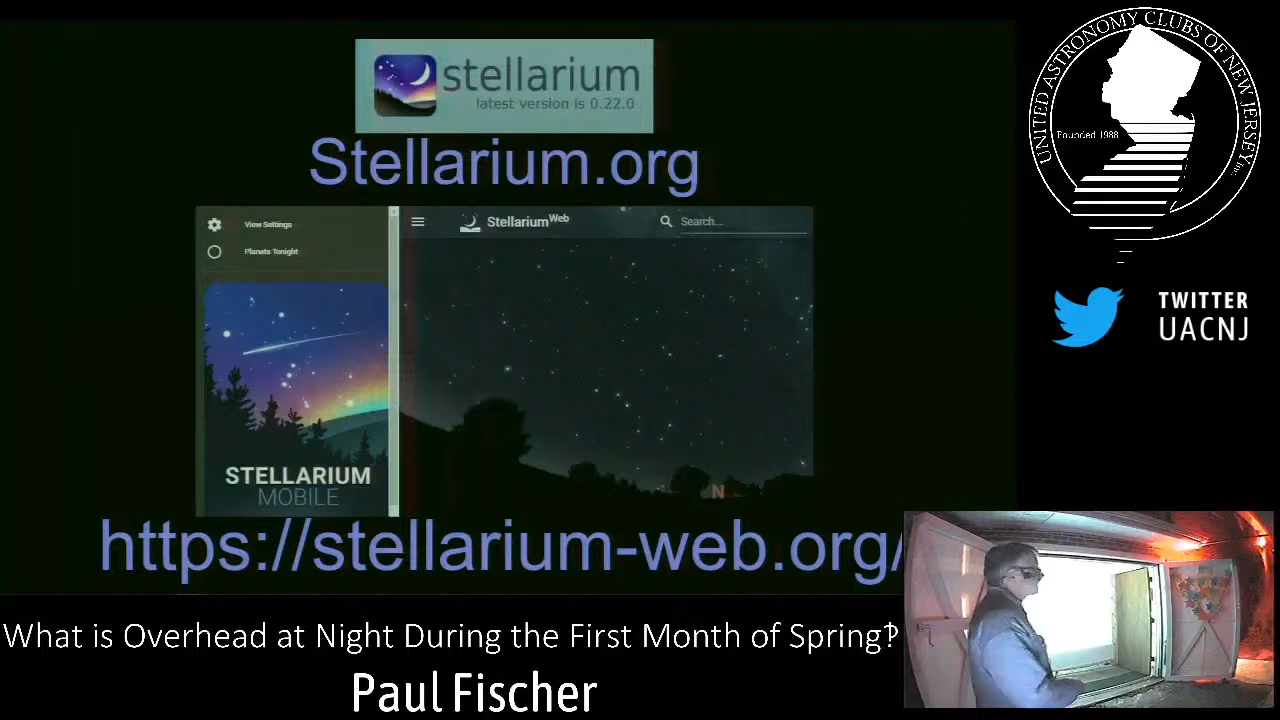 stellarium
latest version is 0.22.0
Stellarium.org
View Settings
Planets Tonight
StellariumWeb
Search...
STELLARIUM
MOBILE
N
https://stellarium-web.org/
UNITED ASTRONOMY CLUBS OF NEW JERSEY, Inc.
Founded 1988
TWITTER
UACNJ
What is Overhead at Night During the First Month of Spring?
Paul Fischer